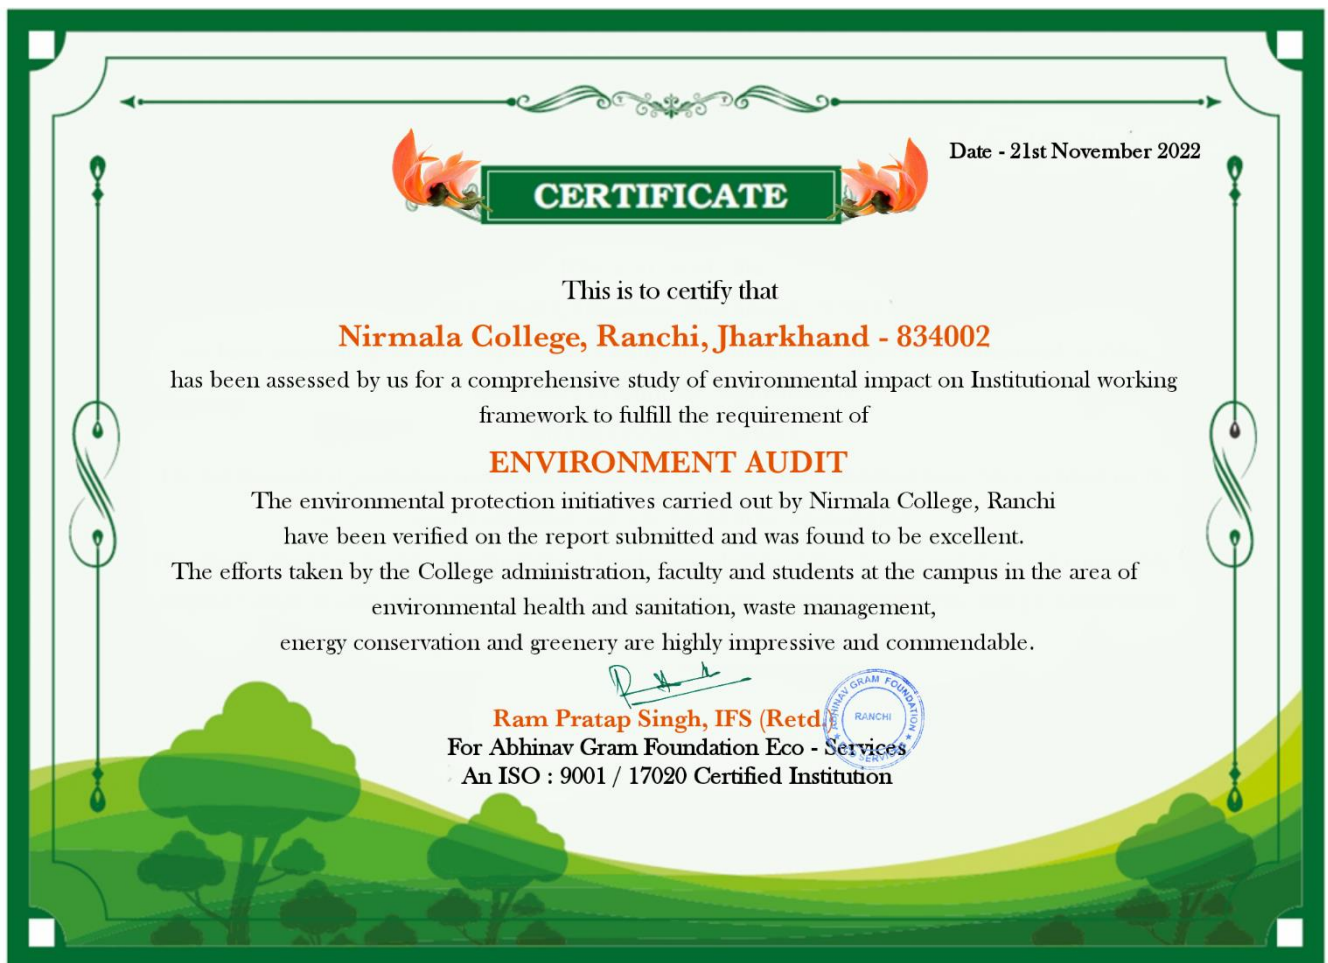 Date - 21st November 2022
CERTIFICATE
This is to certify that
Nirmala College, Ranchi, Jharkhand - 834002
has been assessed by us for a comprehensive study of environmental impact on Institutional working
framework to fulfill the requirement of
ENVIRONMENT AUDIT
The environmental protection initiatives carried out by Nirmala College, Ranchi
have been verified on the report submitted and was found to be excellent.
The efforts taken by the College administration, faculty and students at the campus in the area of
environmental health and sanitation, waste management,
energy conservation and greenery are highly impressive and commendable.
Ram Pratap Singh, IFS (Retd.)
For Abhinav Gram Foundation Eco - Services
An ISO : 9001 / 17020 Certified Institution
ABHINAV GRAM FOUNDATION
RANCHI
SERVICES